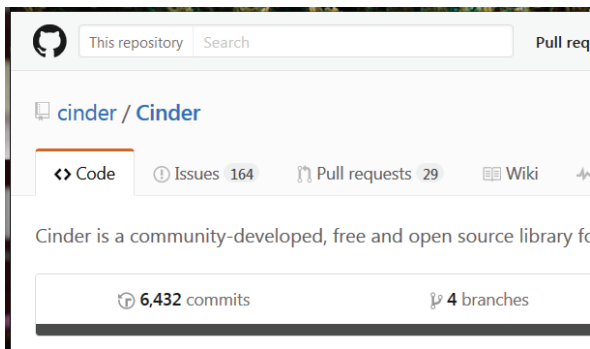 This repository Search Pull req
cinder / Cinder
Code Issues 164 Pull requests 29 Wiki
Cinder is a community-developed, free and open source library fo
6,432 commits 4 branches